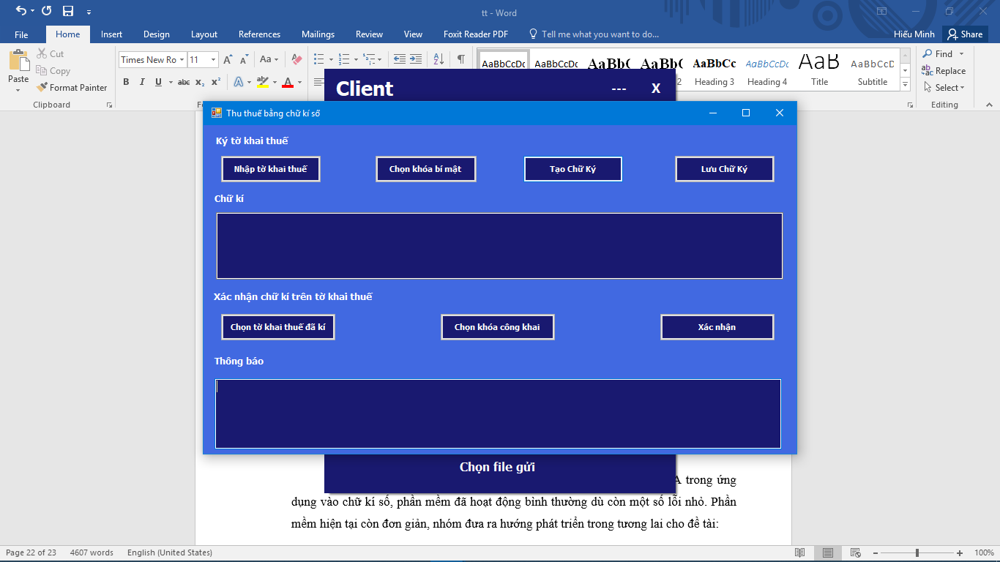 tt - Word
File Home Insert Design Layout References Mailings Review View Foxit Reader PDF Tell me what you want to do... Hiếu Minh Share
Paste
Cut
Copy
Format Painter
Clipboard
Times New Ro 11
AaBbCcDc AaBbCcDc AaBb( AaBb( AaBbCc AaBbCcDc AaB AaBbCcD
2 Heading 3 Heading 4 Title Subtitle
Find
Replace
Select
Editing
Client --- X
Thu thuế bằng chữ kí số
Ký tờ khai thuế
Nhập tờ khai thuế Chọn khóa bí mật Tạo Chữ Ký Lưu Chữ Ký
Chữ kí
Xác nhận chữ kí trên tờ khai thuế
Chọn tờ khai thuế đã kí Chọn khóa công khai Xác nhận
Thông báo
Chọn file gửi
A trong ứng
dụng vào chữ kí số, phần mềm đã hoạt động bình thường dù còn một số lỗi nhỏ. Phần
mềm hiện tại còn đơn giản, nhóm đưa ra hướng phát triển trong tương lai cho đề tài:
Page 22 of 23 4607 words English (United States) 100%